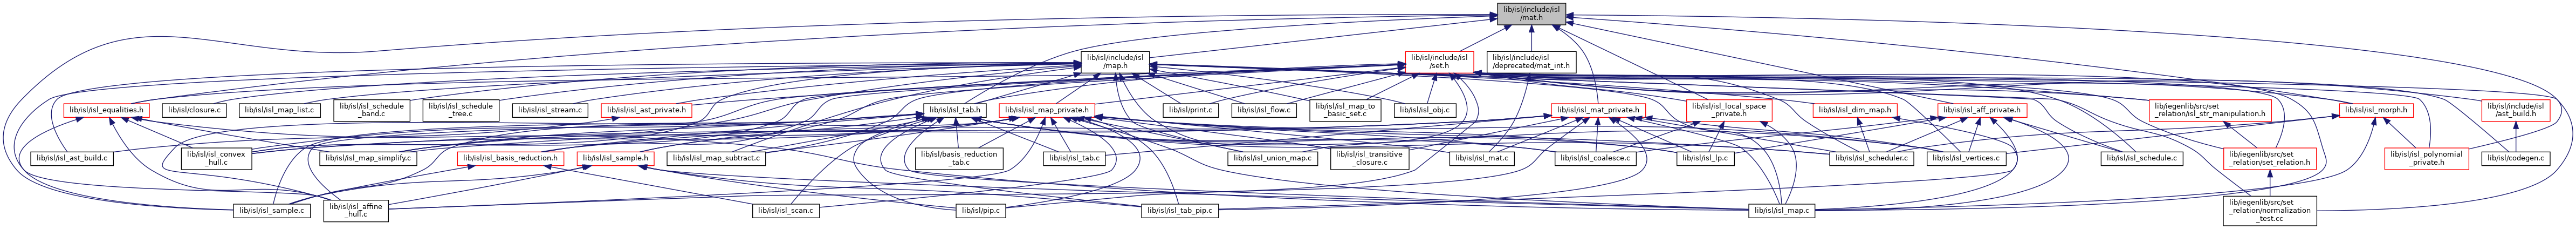 lib/isl/include/isl
/mat.h
lib/isl/include/isl
/map.h
lib/isl/include/isl
/set.h
lib/isl/include/isl
/deprecated/mat_int.h
lib/isl/isl_equalities.h
lib/isl/closure.c
lib/isl/isl_map_list.c
lib/isl/isl_schedule
_band.c
lib/isl/isl_schedule
_tree.c
lib/isl/isl_stream.c
lib/isl/isl_ast_private.h
lib/isl/isl_tab.h
lib/isl/isl_map_private.h
lib/isl/print.c
lib/isl/isl_flow.c
lib/isl/isl_map_to
_basic_set.c
lib/isl/isl_obj.c
lib/isl/isl_mat_private.h
lib/isl/isl_local_space
_private.h
lib/isl/isl_dim_map.h
lib/isl/isl_aff_private.h
lib/iegenlib/src/set
_relation/isl_str_manipulation.h
lib/isl/isl_morph.h
lib/isl/include/isl
/ast_build.h
lib/isl/isl_ast_build.c
lib/isl/isl_convex
_hull.c
lib/isl/isl_map_simplify.c
lib/isl/isl_basis_reduction.h
lib/isl/isl_sample.h
lib/isl/isl_map_subtract.c
lib/isl/basis_reduction
_tab.c
lib/isl/isl_tab.c
lib/isl/isl_union_map.c
lib/isl/isl_transitive
_closure.c
lib/isl/isl_mat.c
lib/isl/isl_coalesce.c
lib/isl/isl_lp.c
lib/isl/isl_scheduler.c
lib/isl/isl_vertices.c
lib/isl/isl_schedule.c
lib/iegenlib/src/set
_relation/set_relation.h
lib/isl/isl_polynomial
_private.h
lib/isl/codegen.c
lib/isl/isl_sample.c
lib/isl/isl_affine
_hull.c
lib/isl/isl_scan.c
lib/isl/pip.c
lib/isl/isl_tab_pip.c
lib/isl/isl_map.c
lib/iegenlib/src/set
_relation/normalization
_test.cc